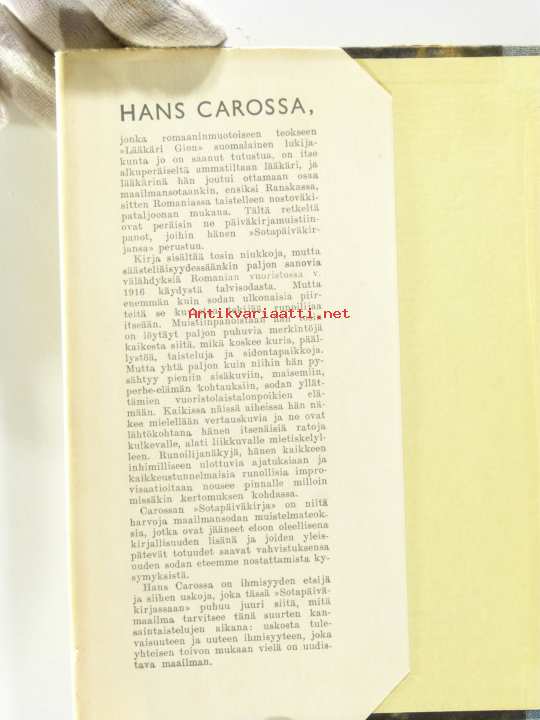 HANS CAROSSA,
jonka romaaninmuotoiseen teokseen
»Lääkäri Gion» suomalainen lukija-
kunta jo on saanut tutustua, on itse
alkuperäiseltä ammatiltaan lääkäri, ja
lääkärinä hän joutui ottamaan osaa
maailmansotaankin, ensiksi Ranskassa,
sitten Romaniassa taistelleen nostoväki-
pataljoonan mukana. Tältä retkeltä
ovat peräisin ne päiväkirjamuistiin-
panot, joihin hänen »Sotapäiväkir-
jansa» perustuu.
Kirja sisältää tosin niukkoja, mutta
säästeliäisyydessäänkin paljon sanovia
välähdyksiä Romanian vuoristossa v.
1916 käydystä talvisodasta. Mutta
enemmän kuin sodan ulkonaisia piir-
teitä se runoilijaa
Antikvariaatti.net
itseään. Muistiinpanoistaan hän
on löytäyt paljon puhuvia merkintöjä
kaikesta siitä, mikä koskee kuria, pääl-
lystöä, taisteluja ja sidontapaikkoja.
Mutta yhtä paljon kuin niihin hän py-
sähtyy pieniin sisäkuviin, maisemiin,
perhe-elämän kohtauksiin, sodan yllät-
tämien vuoristolaistalonpoikien elä-
mään. Kaikissa näissä aiheissa hän nä-
kee mielellään vertauskuvia ja ne ovat
lähtökohtana hänen itsenäisiä ratoja
kulkevalle, alati liikkuvalle mietiskelyl-
leen. Runoilijanäkyjä, hänen kaikkeen
inhimilliseen ulottuvia ajatuksiaan ja
kaikkeustunnelmaisia runollisia impro-
visaatioitaan nousee pinnalle milloin
missäkin kertomuksen kohdassa.
Carossan »Sotapäiväkirja» on niitä
harvoja maailmansodan muistelmateok-
sia, jotka ovat jääneet eloon oleellisena
kirjallisuuden lisänä ja joiden yleis-
pätevät totuudet saavat vahvistuksensa
uuden sodan eteemme nostattamista ky-
symyksistä.
Hans Carossa on ihmisyyden etsijä
ja siihen uskoja, joka tässä »Sotapäivä-
kirjassaan» puhuu juuri siitä, mitä
maailma tarvitsee tänä suurten kan-
saintaistelujen aikana: uskosta tule-
vaisuuteen ja uuteen ihmisyyteen, joka
yhteisen toivon mukaan vielä on uudis-
tava maailman.